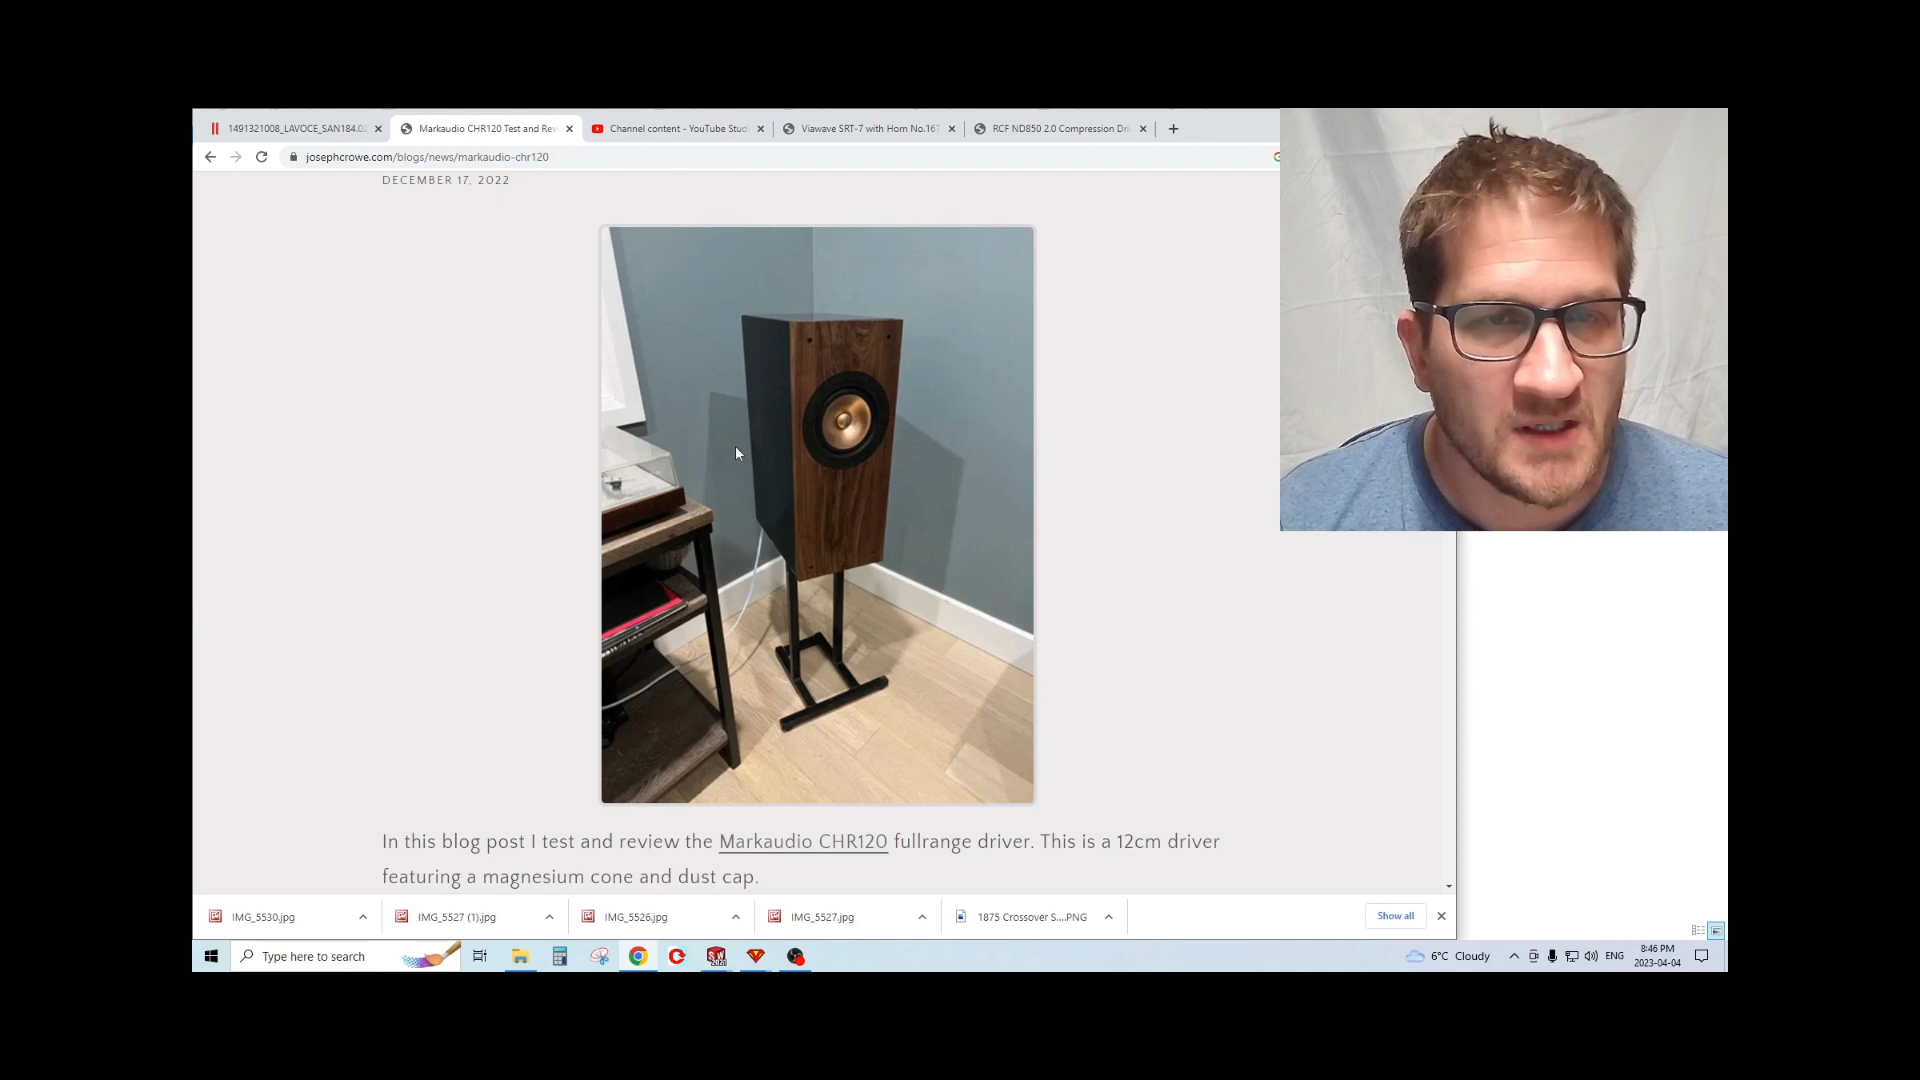 1491321008_LAVOCE_SAN184.02
Markaudio CHR120 Test and Rev
Channel content - YouTube Studi
Viawave SRT-7 with Horn No.167
RCF ND850 2.0 Compression Dri
josephcrowe.com/blogs/news/markaudio-chr120
DECEMBER 17, 2022
In this blog post I test and review the Markaudio CHR120 fullrange driver. This is a 12cm driver
featuring a magnesium cone and dust cap.
IMG_5530.jpg
IMG_5527 (1).jpg
IMG_5526.jpg
IMG_5527.jpg
1875 Crossover S....PNG
Show all
Type here to search
6°C Cloudy
ENG
8:46 PM
2023-04-04